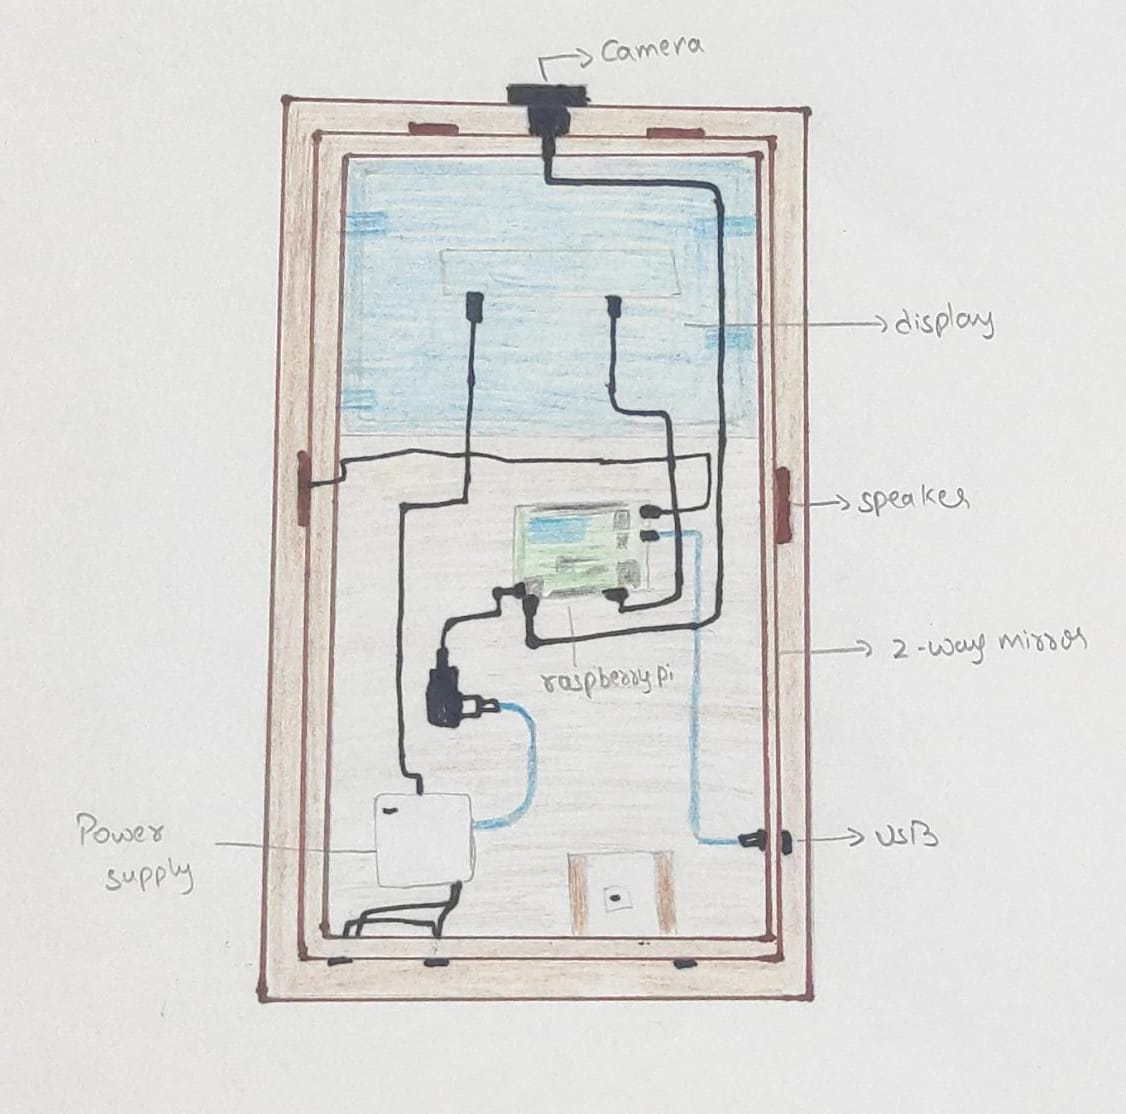 Camera
display
speaker
2-way mirror
raspberry pi
Power
supply
USB